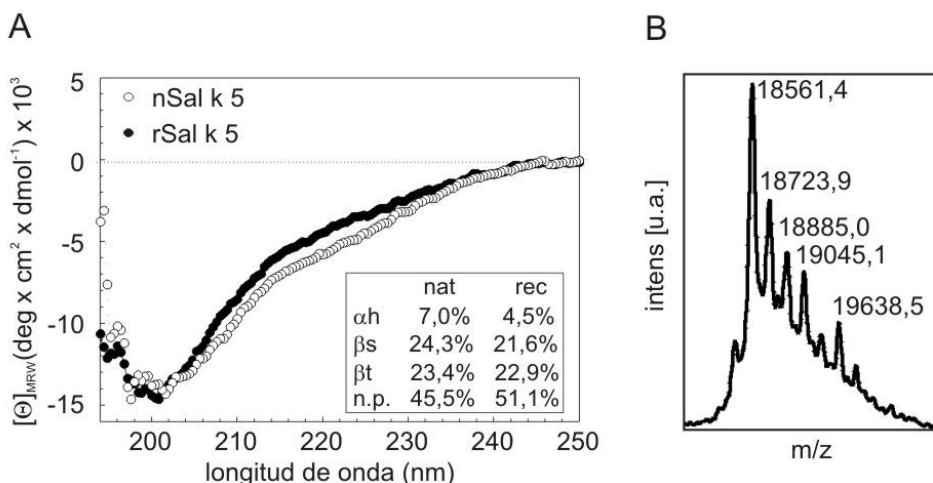 A
B
[Θ]MRW(deg x cm² x dmol⁻¹) x 10³
5
0
-5
-10
-15
nSal k 5
rSal k 5
nat rec
αh 7,0% 4,5%
βs 24,3% 21,6%
βt 23,4% 22,9%
n.p. 45,5% 51,1%
200 210 220 230 240 250
longitud de onda (nm)
intens [u.a.]
18561,4
18723,9
18885,0
19045,1
19638,5
m/z